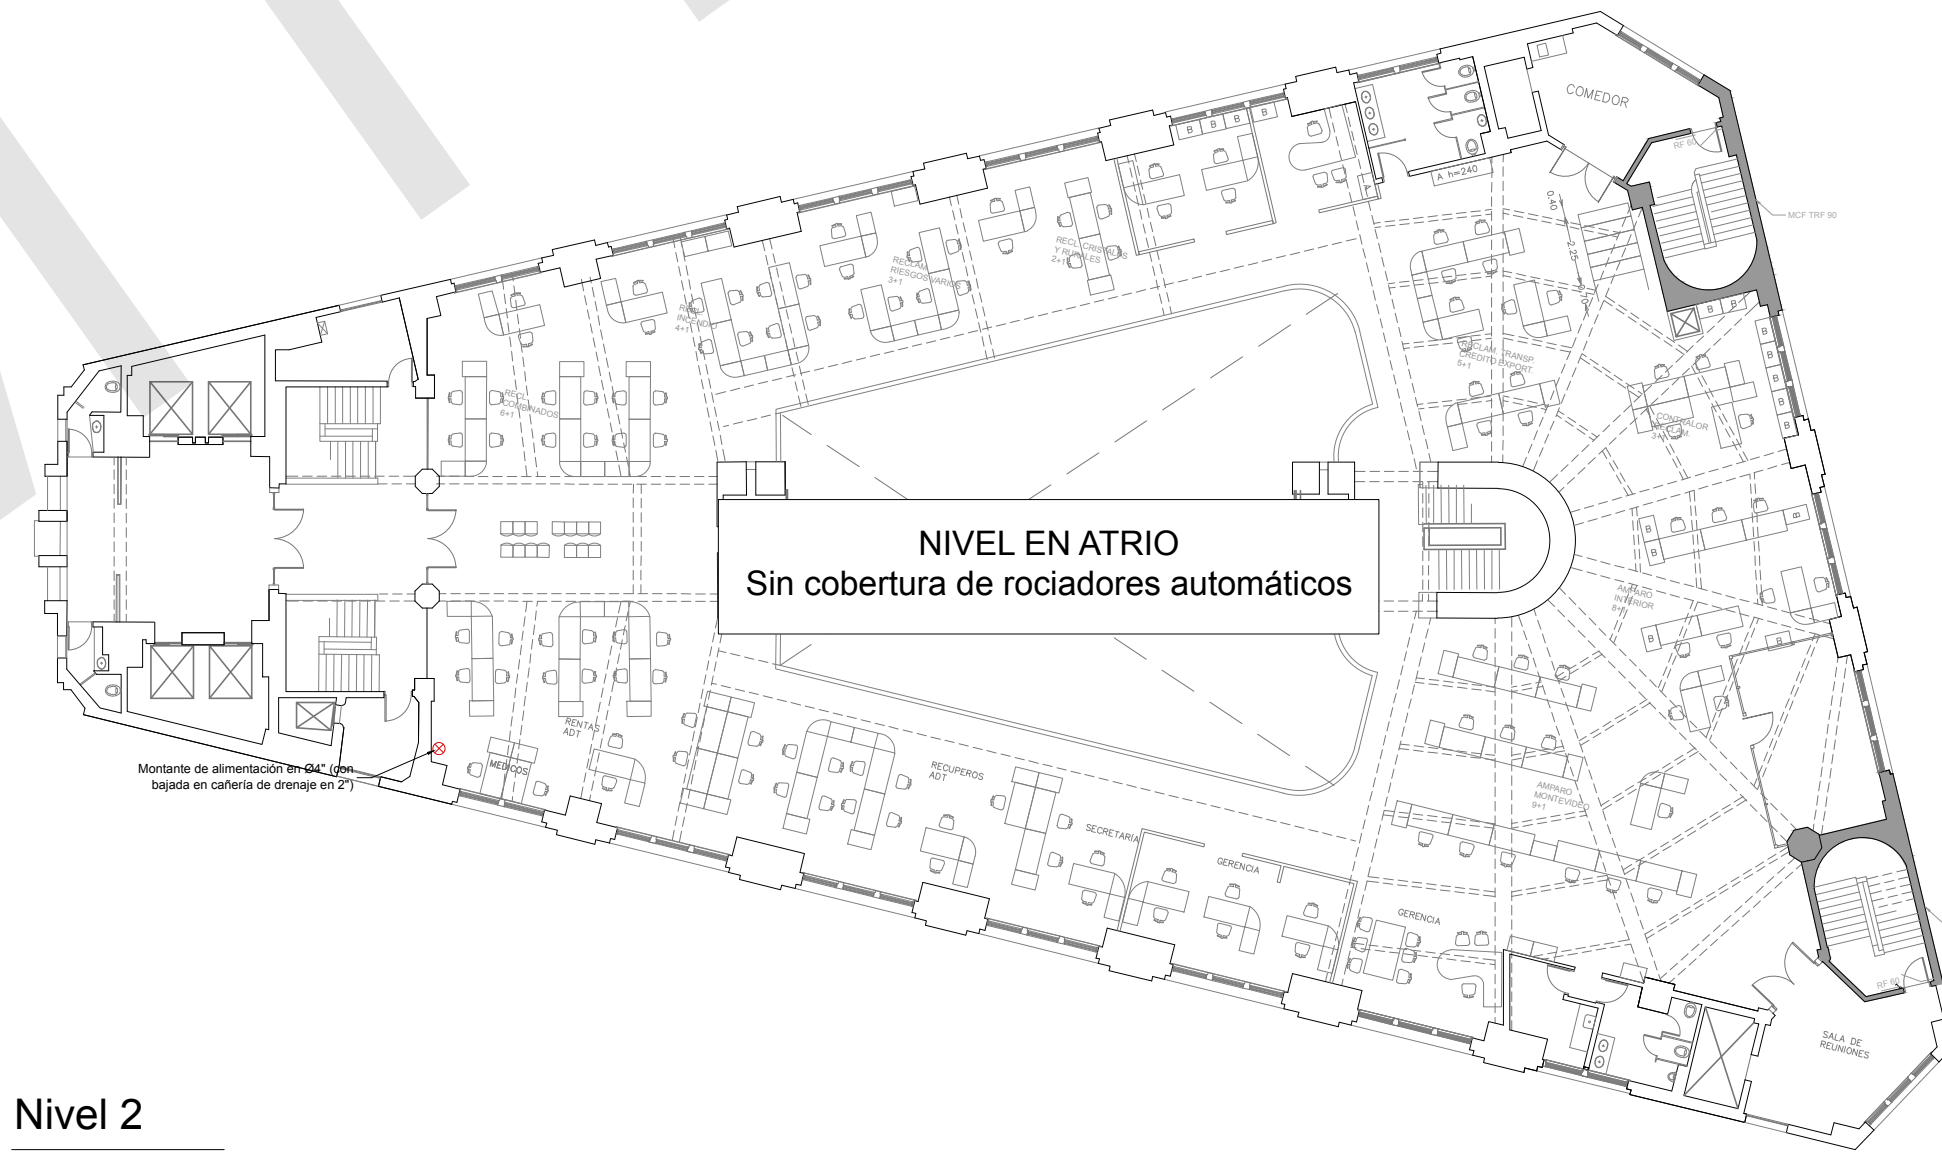 COMEDOR
RF 60
MCF TRF 90
A h=240
A
0.40
2.25
0.70
B B B B
RECL. CRISTALES
Y RURALES
2+1
RECLAM.
RIESGOS VARIOS
3+1
RECL.
INCENDIO
4+1
RECL.
COMBINADOS
6+1
RECLAM. TRANSP.
CREDITO EXPORT.
5+1
B B B
B
B
B
B
B
CONTRALOR
RECLAM.
NIVEL EN ATRIO
Sin cobertura de rociadores automáticos
B
B
B
AMPARO
INTERIOR
8+1
B
B
RENTAS
ADT
MEDICOS
Montante de alimentación en Ø4" (con
bajada en cañería de drenaje en 2")
RECUPEROS
ADT
SECRETARÍA
GERENCIA
GERENCIA
AMPARO
MONTEVIDEO
9+1
RF 60
SALA DE
REUNIONES
Nivel 2